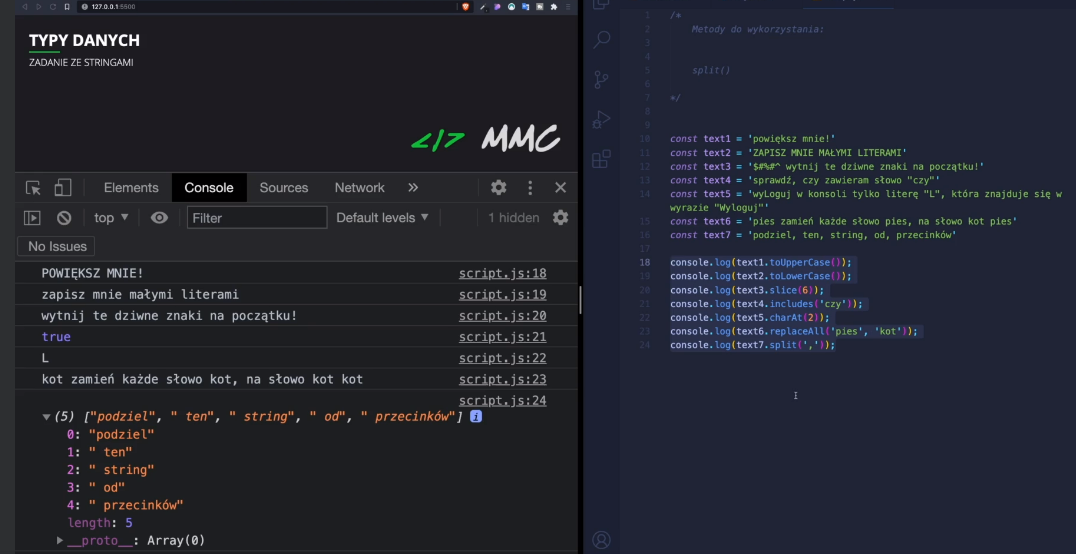 127.0.0.1:5500
TYPY DANYCH
ZADANIE ZE STRINGAMI
</> MMC
Elements Console Sources Network »
top ▼ Filter Default levels ▼ 1 hidden
No Issues
POWIĘKSZ MNIE! script.js:18
zapisz mnie małymi literami script.js:19
wytnij te dziwne znaki na początku! script.js:20
true script.js:21
L script.js:22
kot zamień każde słowo kot, na słowo kot kot script.js:23
script.js:24
▼ (5) ["podziel", " ten", " string", " od", " przecinków"] i
0: "podziel"
1: " ten"
2: " string"
3: " od"
4: " przecinków"
length: 5
▶ __proto__: Array(0)
1 /*
2 Metody do wykorzystania:
3
4
5 split()
6
7 */
8
9
10 const text1 = 'powiększ mnie!'
11 const text2 = 'ZAPISZ MNIE MAŁYMI LITERAMI'
12 const text3 = '$#%#^ wytnij te dziwne znaki na początku!'
13 const text4 = 'sprawdź, czy zawieram słowo "czy"'
14 const text5 = 'wyLoguj w konsoli tylko literę "L", która znajduje się w
wyrazie "Wyloguj"'
15 const text6 = 'pies zamień każde słowo pies, na słowo kot pies'
16 const text7 = 'podziel, ten, string, od, przecinków'
17
18 console.log(text1.toUpperCase());
19 console.log(text2.toLowerCase());
20 console.log(text3.slice(6));
21 console.log(text4.includes('czy'));
22 console.log(text5.charAt(2));
23 console.log(text6.replaceAll('pies', 'kot'));
24 console.log(text7.split(','));